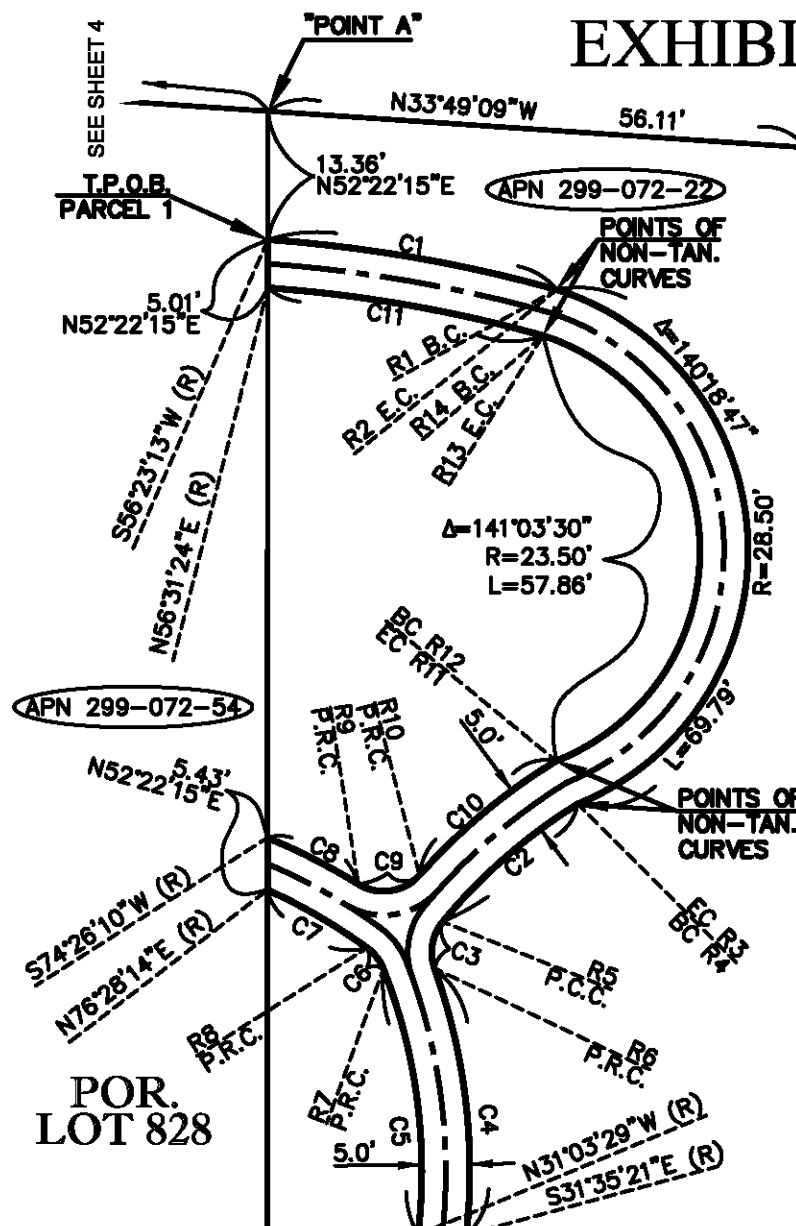 "POINT A"
EXHIBI
SEE SHEET 4
N33°49'09"W 56.11'
13.36'
N52°22'15"E
T.P.O.B.
PARCEL 1
APN 299-072-22
POINTS OF
NON-TAN.
CURVES
C1
5.01'
N52°22'15"E
C11
R1 B.C.
R2 E.C.
R14 B.C.
R13 E.C.
Δ=140°18'47"
S56°23'13"W (R)
N56°31'24"E (R)
Δ=141°03'30"
R=23.50'
L=57.86'
R=28.50'
BC R12
EC R11
APN 299-072-54
R9
P.R.C.
R10
P.R.C.
5.0'
L=69.79'
5.43'
N52°22'15"E
C10
POINTS OF
NON-TAN.
CURVES
C8
C9
C2
S74°26'10"W (R)
N76°28'14"E (R)
C7
C6
C3
EC R3
BC R4
R5
P.C.C.
R8
P.R.C.
R6
P.R.C.
R7
P.R.C.
POR.
LOT 828
C5
C4
5.0'
N31°03'29"W (R)
S31°35'21"E (R)